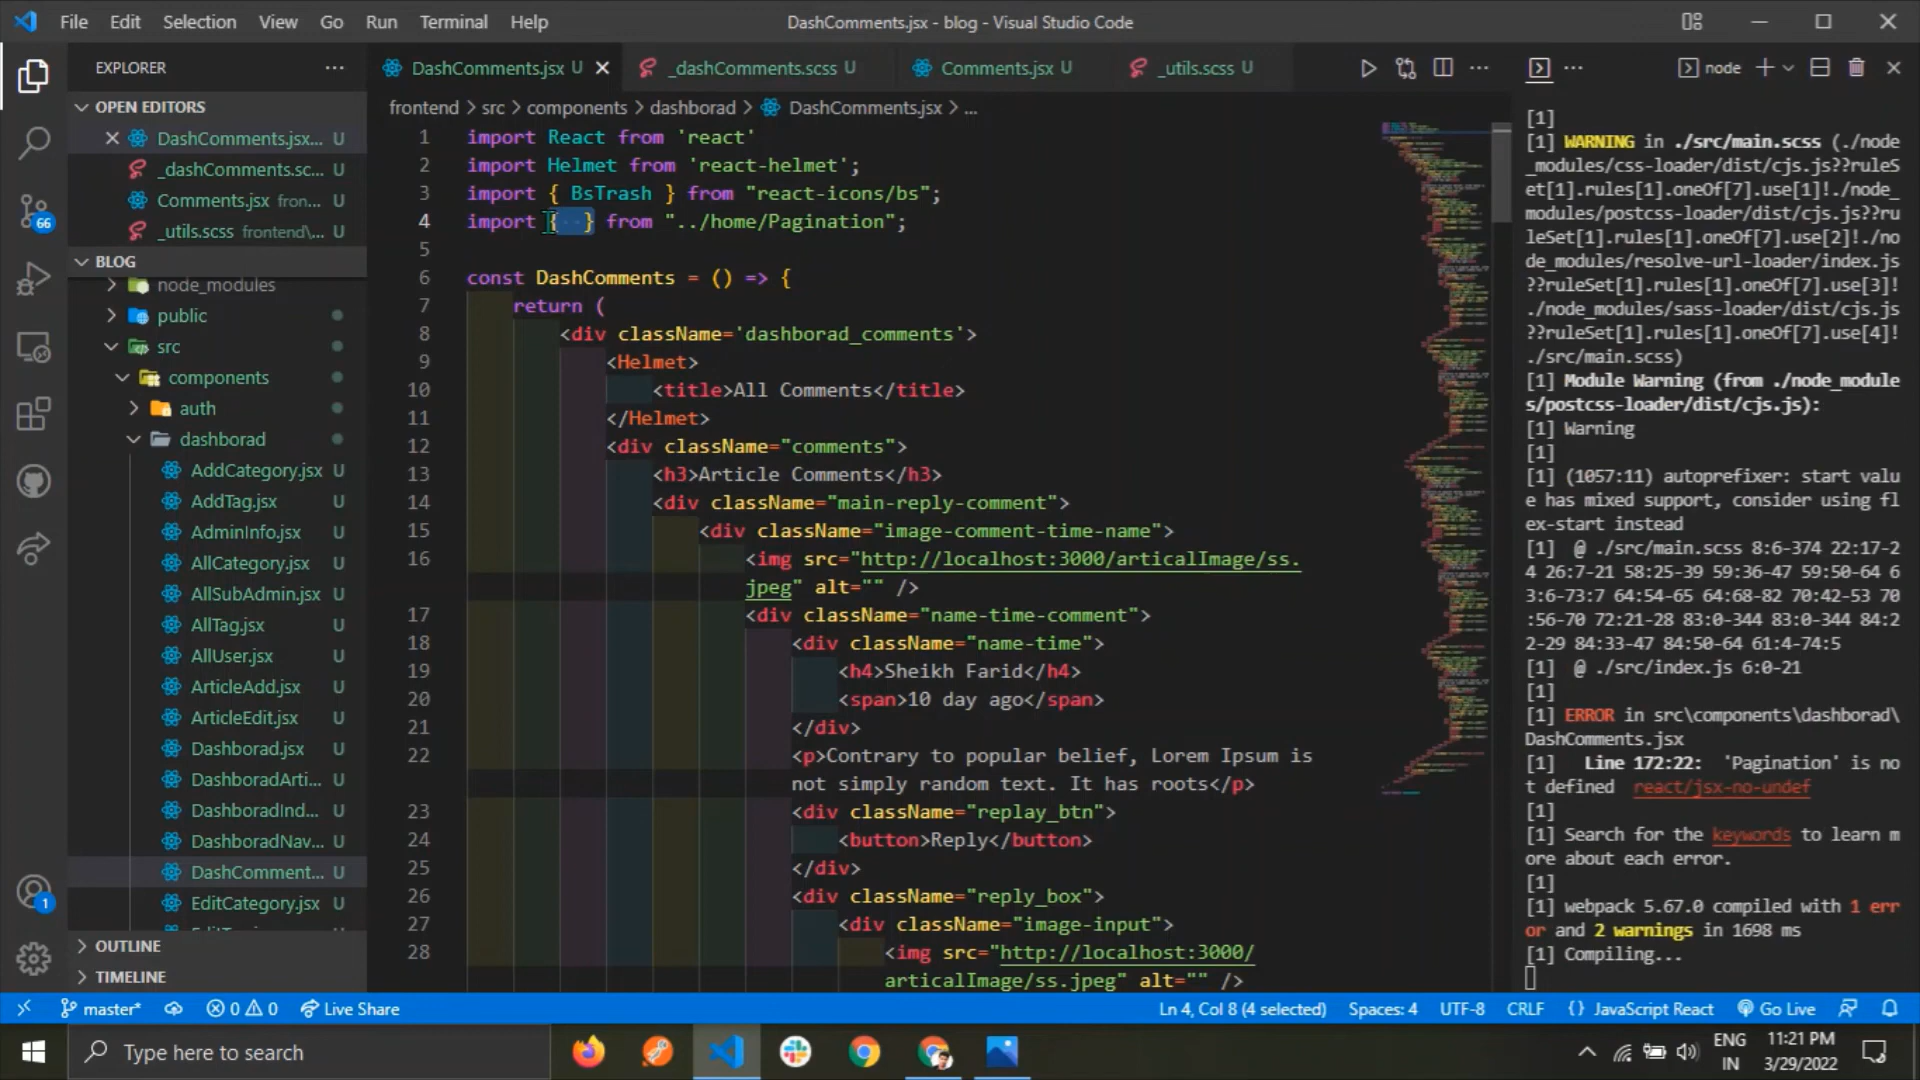 File Edit Selection View Go Run Terminal Help
DashComments.jsx - blog - Visual Studio Code
EXPLORER
OPEN EDITORS
DashComments.jsx... U
_dashComments.sc... U
Comments.jsx fron... U
_utils.scss frontend\... U
BLOG
node_modules
public
src
components
auth
dashborad
AddCategory.jsx U
AddTag.jsx U
AdminInfo.jsx U
AllCategory.jsx U
AllSubAdmin.jsx U
AllTag.jsx U
AllUser.jsx U
ArticleAdd.jsx U
ArticleEdit.jsx U
Dashborad.jsx U
DashboradArti... U
DashboradInd... U
DashboradNav... U
DashComment... U
EditCategory.jsx U
OUTLINE
TIMELINE
66
1
DashComments.jsx U
_dashComments.scss U
Comments.jsx U
_utils.scss U
frontend > src > components > dashborad > DashComments.jsx > ...
1 import React from 'react'
2 import Helmet from 'react-helmet';
3 import { BsTrash } from "react-icons/bs";
4 import {  } from "../home/Pagination";
5
6 const DashComments = () => {
7 return (
8 <div className='dashborad_comments'>
9 <Helmet>
10 <title>All Comments</title>
11 </Helmet>
12 <div className="comments">
13 <h3>Article Comments</h3>
14 <div className="main-reply-comment">
15 <div className="image-comment-time-name">
16 <img src="http://localhost:3000/articalImage/ss.
jpeg" alt="" />
17 <div className="name-time-comment">
18 <div className="name-time">
19 <h4>Sheikh Farid</h4>
20 <span>10 day ago</span>
21 </div>
22 <p>Contrary to popular belief, Lorem Ipsum is
not simply random text. It has roots</p>
23 <div className="replay_btn">
24 <button>Reply</button>
25 </div>
26 <div className="reply_box">
27 <div className="image-input">
28 <img src="http://localhost:3000/
articalImage/ss.jpeg" alt="" />
node
[1]
[1] WARNING in ./src/main.scss (./node
_modules/css-loader/dist/cjs.js??ruleS
et[1].rules[1].oneOf[7].use[1]!./node_
modules/postcss-loader/dist/cjs.js??ru
leSet[1].rules[1].oneOf[7].use[2]!./no
de_modules/resolve-url-loader/index.js
??ruleSet[1].rules[1].oneOf[7].use[3]!
./node_modules/sass-loader/dist/cjs.js
??ruleSet[1].rules[1].oneOf[7].use[4]!
./src/main.scss)
[1] Module Warning (from ./node_module
s/postcss-loader/dist/cjs.js):
[1] Warning
[1]
[1] (1057:11) autoprefixer: start valu
e has mixed support, consider using fl
ex-start instead
[1] @ ./src/main.scss 8:6-374 22:17-2
4 26:7-21 58:25-39 59:36-47 59:50-64 6
3:6-73:7 64:54-65 64:68-82 70:42-53 70
:56-70 72:21-28 83:0-344 83:0-344 84:2
2-29 84:33-47 84:50-64 61:4-74:5
[1] @ ./src/index.js 6:0-21
[1]
[1] ERROR in src\components\dashborad\
DashComments.jsx
[1] Line 172:22: 'Pagination' is no
t defined react/jsx-no-undef
[1]
[1] Search for the keywords to learn m
ore about each error.
[1]
[1] webpack 5.67.0 compiled with 1 err
or and 2 warnings in 1698 ms
[1] Compiling...
master* 0 0 Live Share
Ln 4, Col 8 (4 selected) Spaces: 4 UTF-8 CRLF {} JavaScript React Go Live
Type here to search
ENG
IN
11:21 PM
3/29/2022